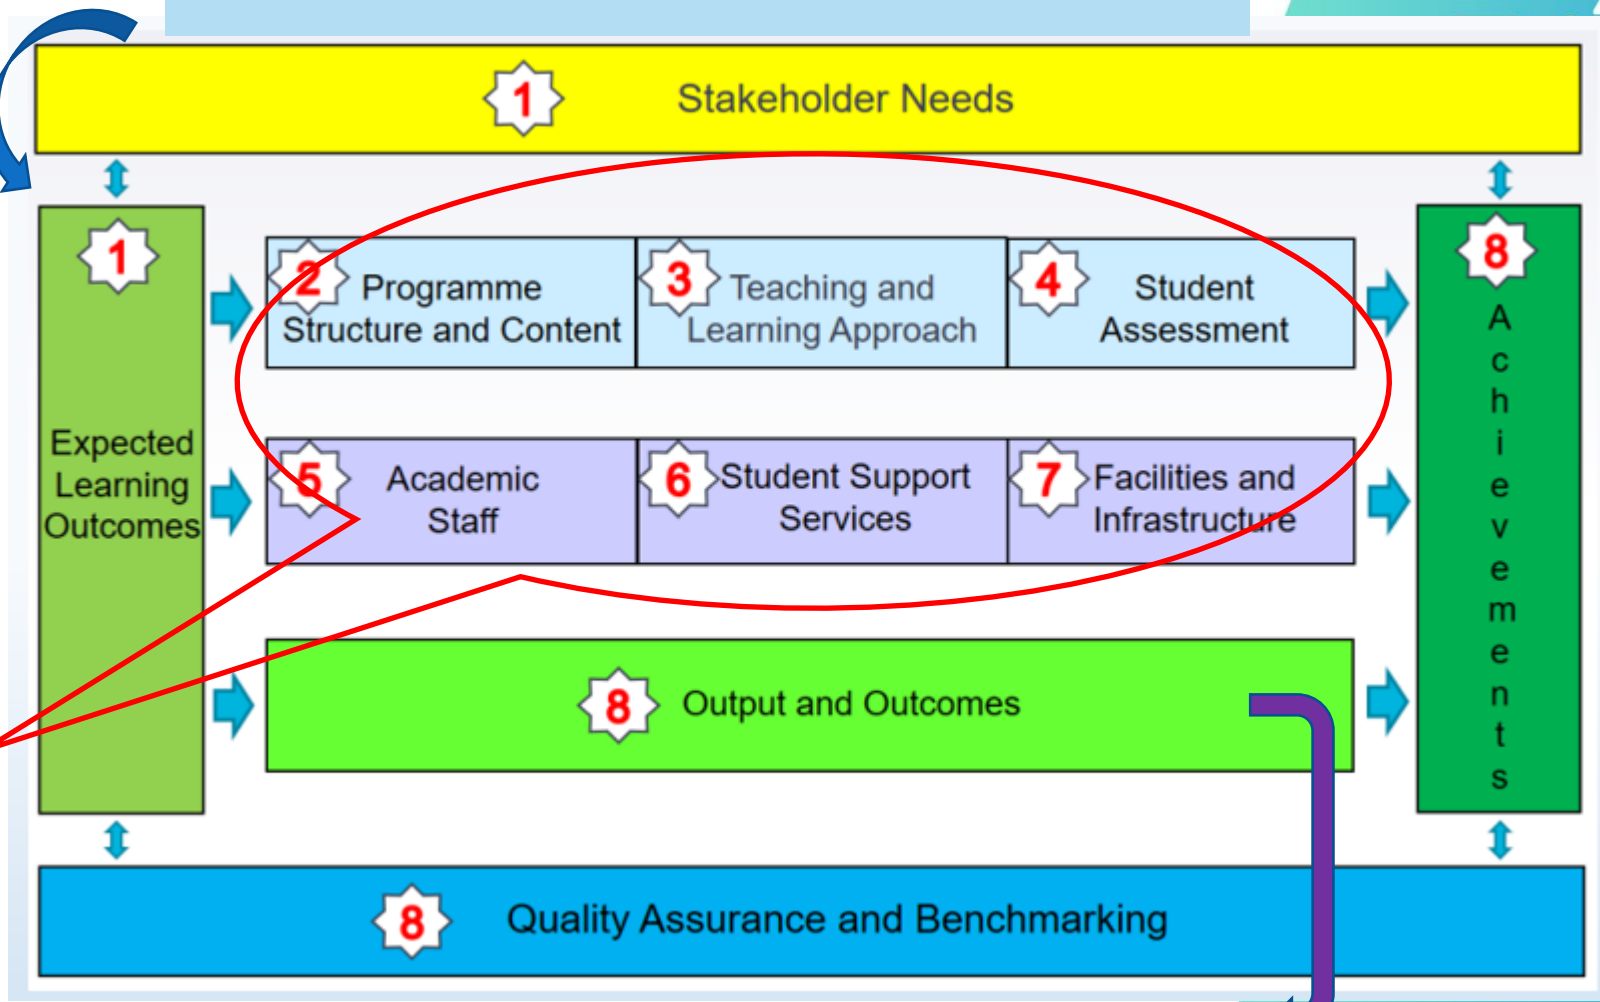 1 Stakeholder Needs
1
Expected
Learning
Outcomes
2 Programme
Structure and Content
3 Teaching and
Learning Approach
4 Student
Assessment
5 Academic
Staff
6 Student Support
Services
7 Facilities and
Infrastructure
8 Output and Outcomes
8
A
c
h
i
e
v
e
m
e
n
t
s
8 Quality Assurance and Benchmarking